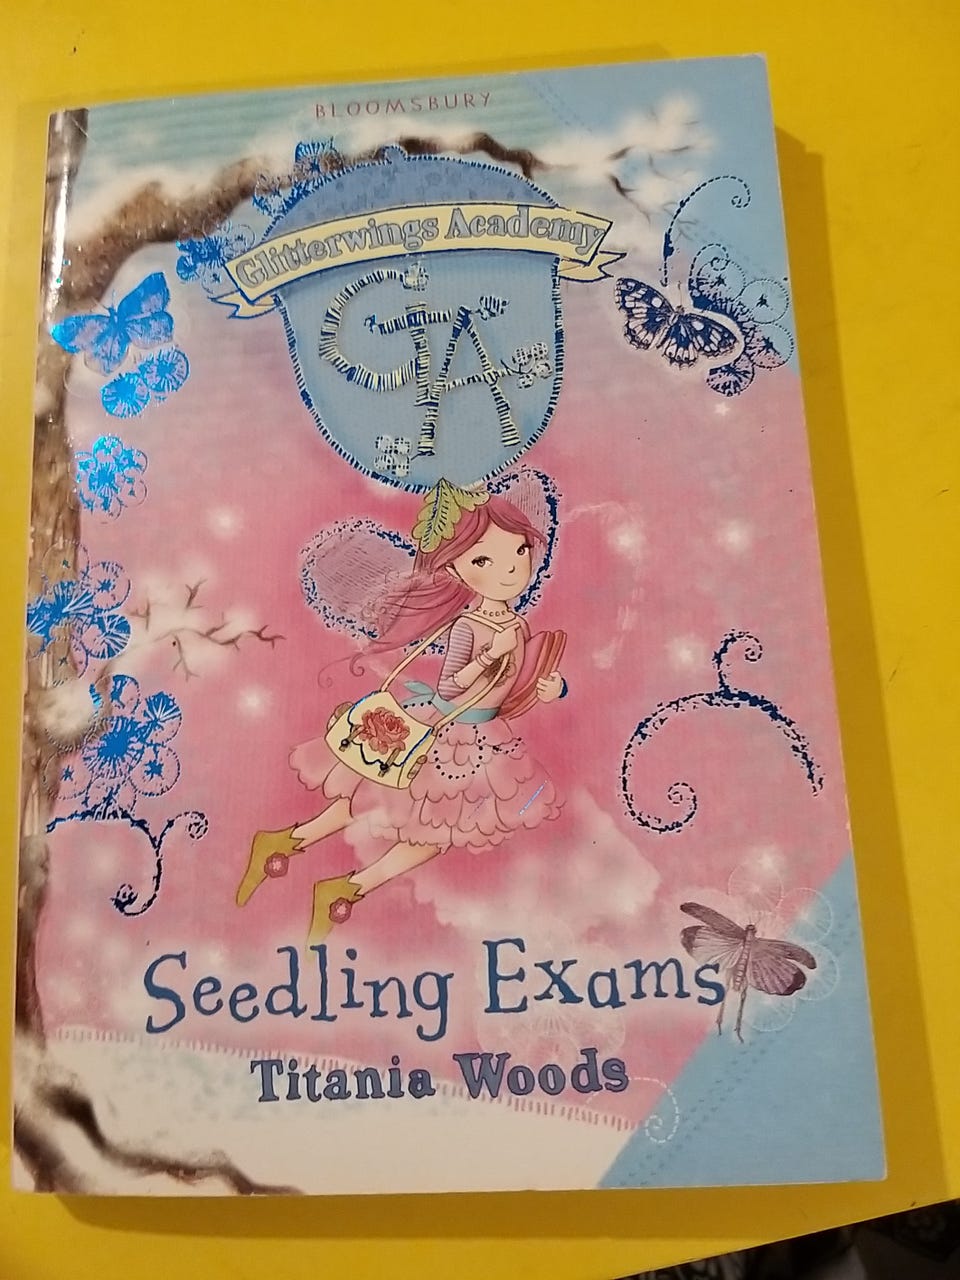 BLOOMSBURY
Glitterwings Academy
GA
Seedling Exams
Titania Woods